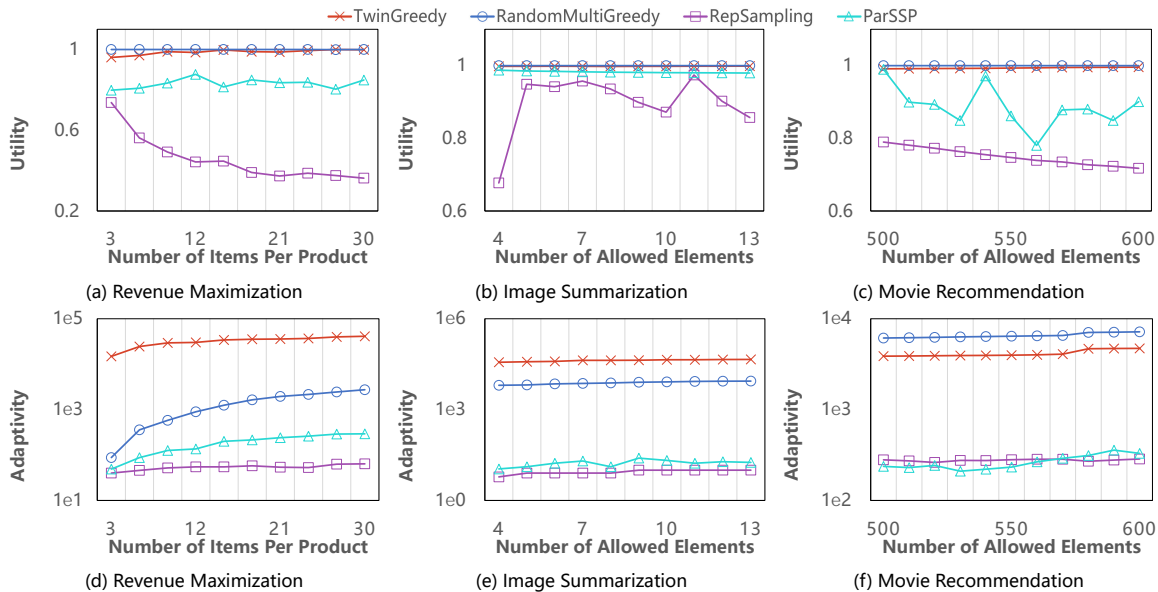 TwinGreedy RandomMultiGreedy RepSampling ParSSP
1
0.6
0.2
Utility
3 12 21 30
Number of Items Per Product
(a) Revenue Maximization
1
0.8
0.6
Utility
4 7 10 13
Number of Allowed Elements
(b) Image Summarization
1
0.8
0.6
Utility
500 550 600
Number of Allowed Elements
(c) Movie Recommendation
1e5
1e3
1e1
Adaptivity
3 12 21 30
Number of Items Per Product
(d) Revenue Maximization
1e6
1e3
1e0
Adaptivity
4 7 10 13
Number of Allowed Elements
(e) Image Summarization
1e4
1e2
Adaptivity
500 550 600
Number of Allowed Elements
(f) Movie Recommendation